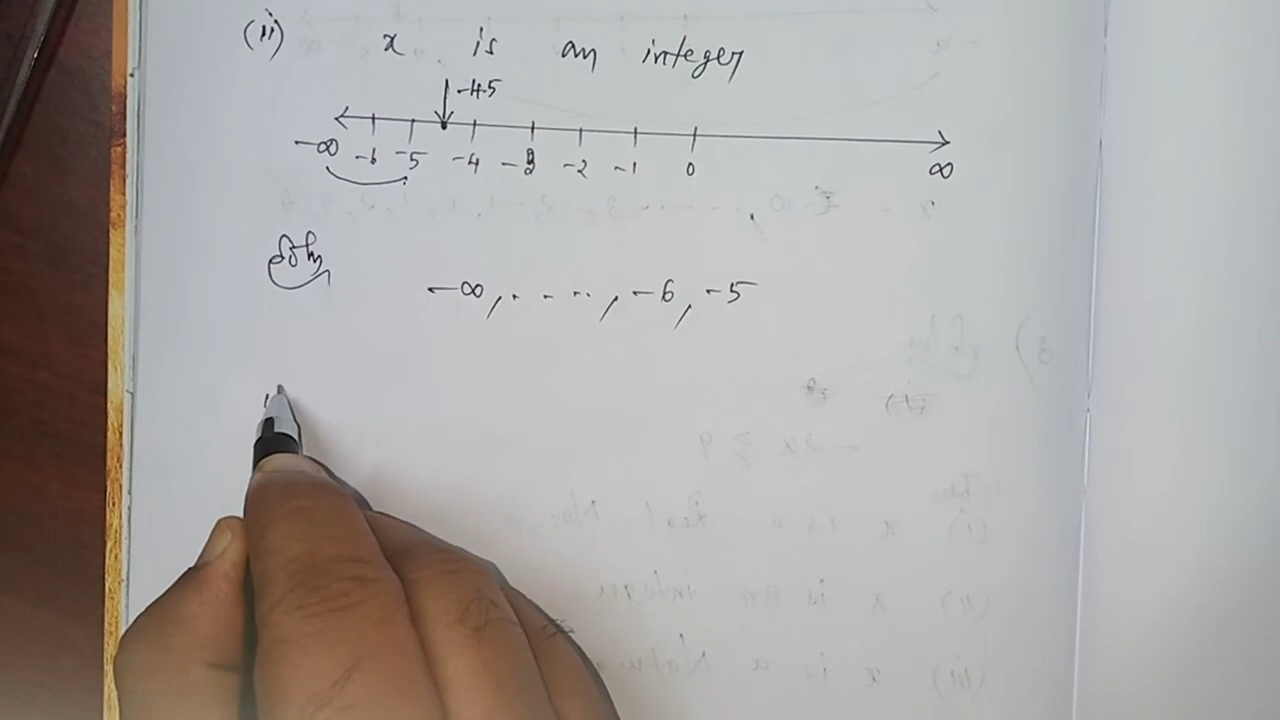 (ii) x is an integer
-4.5
-∞ -6 -5 -4 -3 -2 -1 0 ∞
Soln
-∞, . . . ., -6, -5